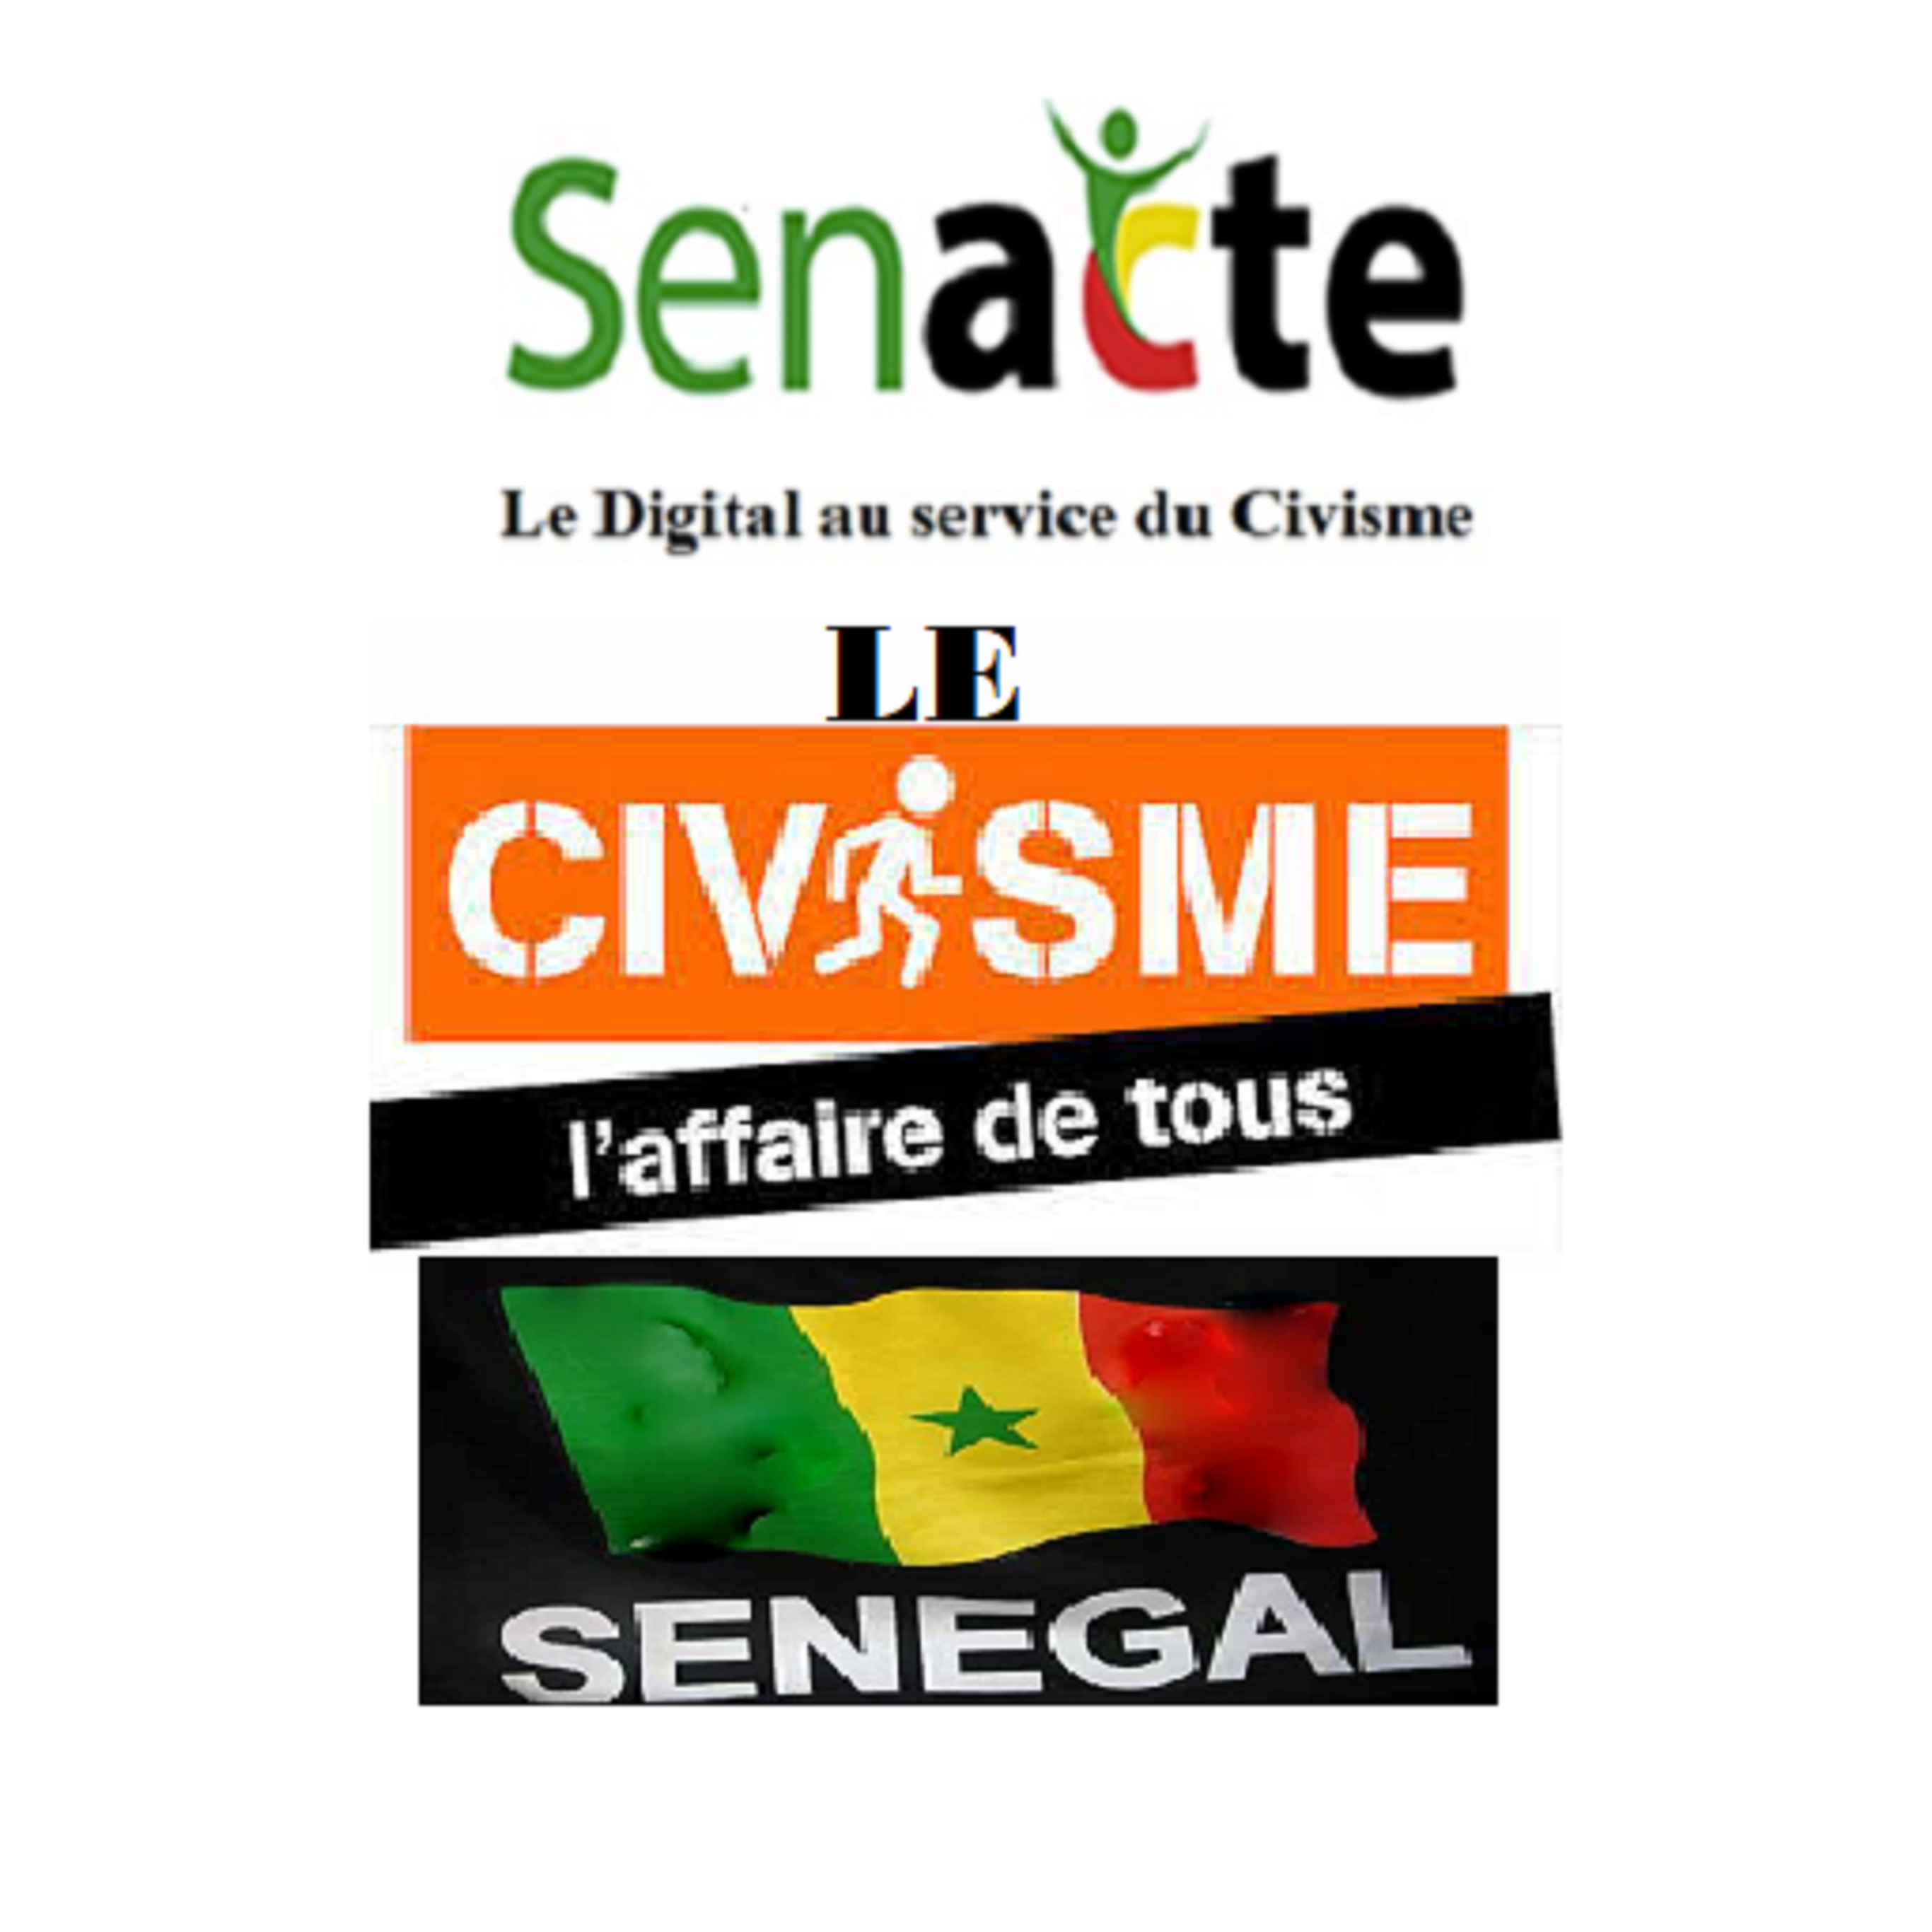 Senacte
Le Digital au service du Civisme
LE
CIVISME
l'affaire de tous
SENEGAL